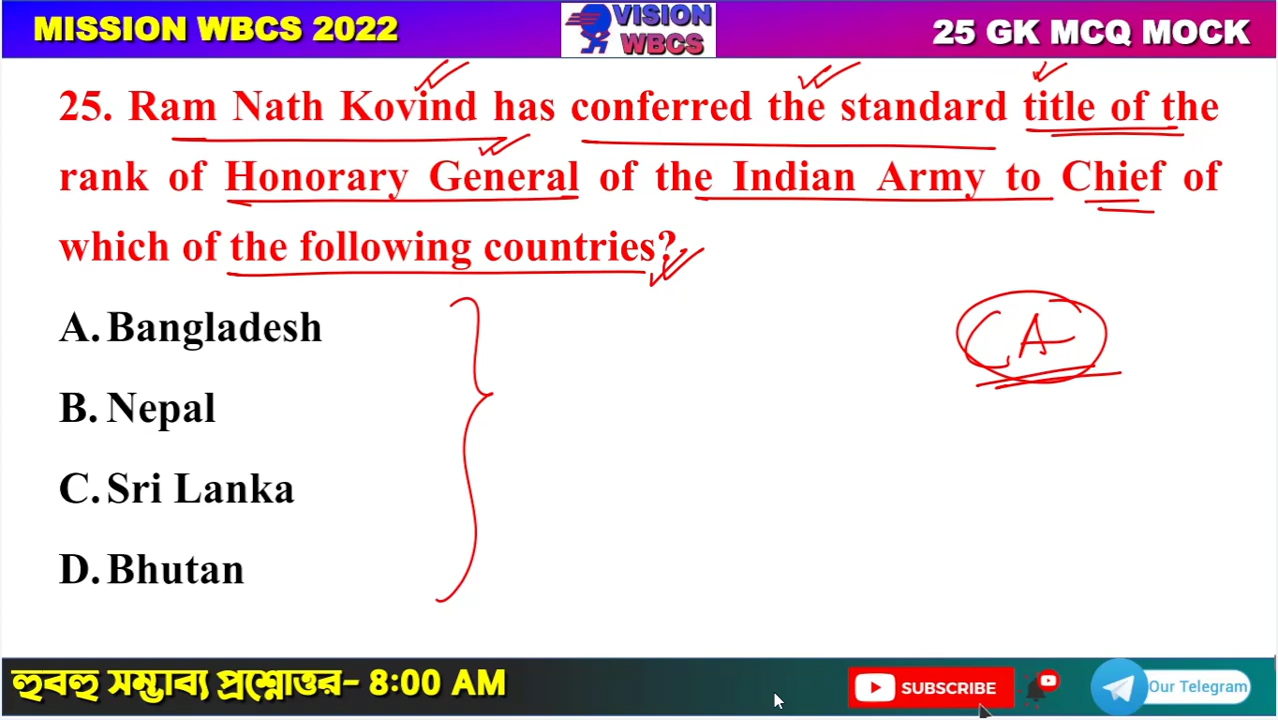 MISSION WBCS 2022
VISION
WBCS
25 GK MCQ MOCK
25. Ram Nath Kovind has conferred the standard title of the
rank of Honorary General of the Indian Army to Chief of
which of the following countries?
A. Bangladesh
B. Nepal
C. Sri Lanka
D. Bhutan
A
হুবহু সম্ভাব্য প্রশ্নোত্তর- 8:00 AM
SUBSCRIBE
Our Telegram